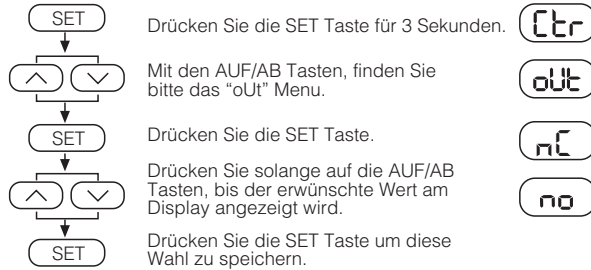 SET
Drücken Sie die SET Taste für 3 Sekunden.
Ctr
Mit den AUF/AB Tasten, finden Sie
bitte das “oUt” Menu.
oUt
SET
Drücken Sie die SET Taste.
nC
Drücken Sie solange auf die AUF/AB
Tasten, bis der erwünschte Wert am
Display angezeigt wird.
no
SET
Drücken Sie die SET Taste um diese
Wahl zu speichern.